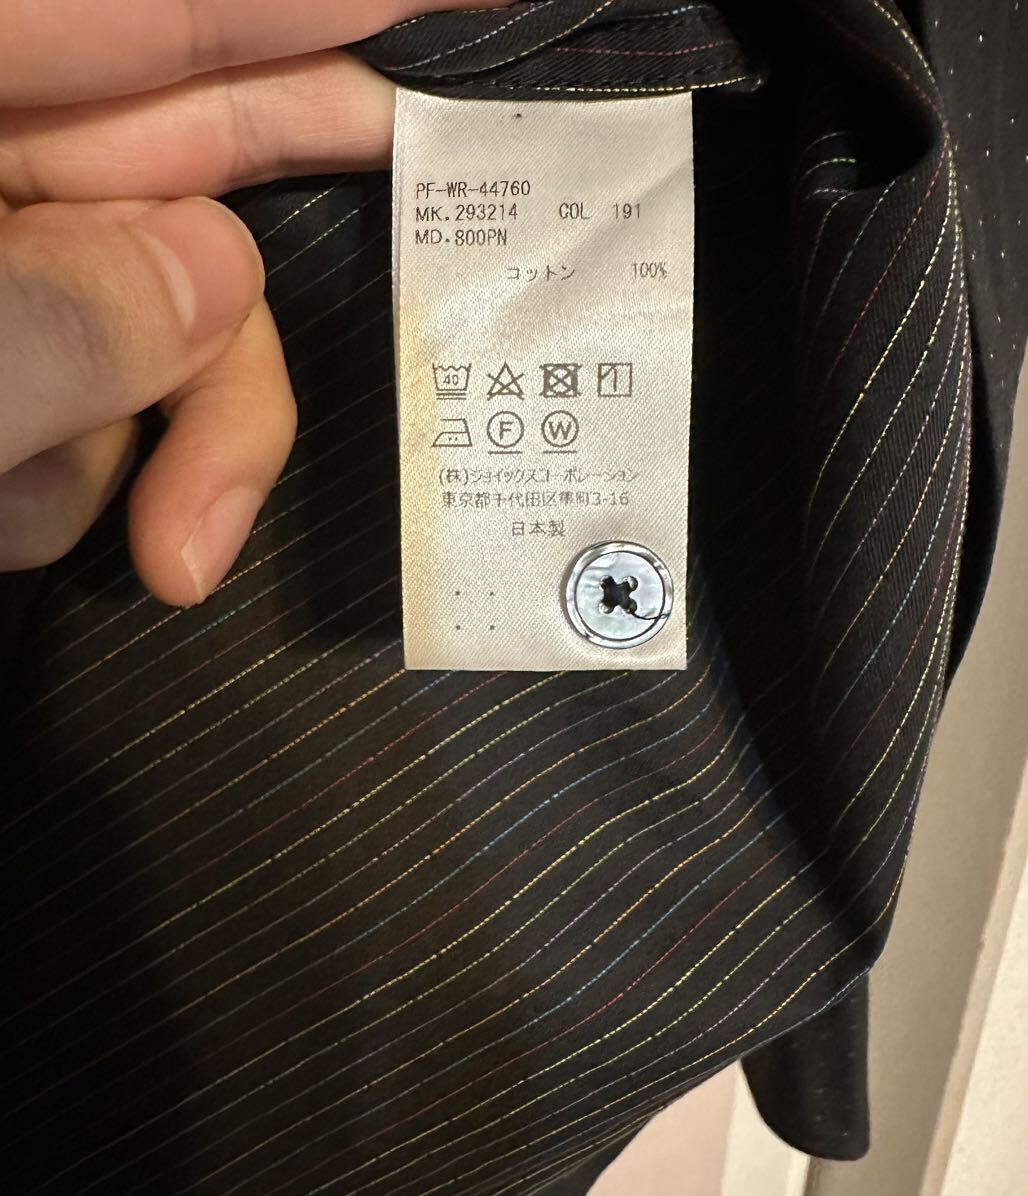 PF-WR-44760
MK.293214 COL 191
MD.800PN
コットン 100%
40
F W
(株)ジョイックスコーポレーション
東京都千代田区隼町3-16
日本製